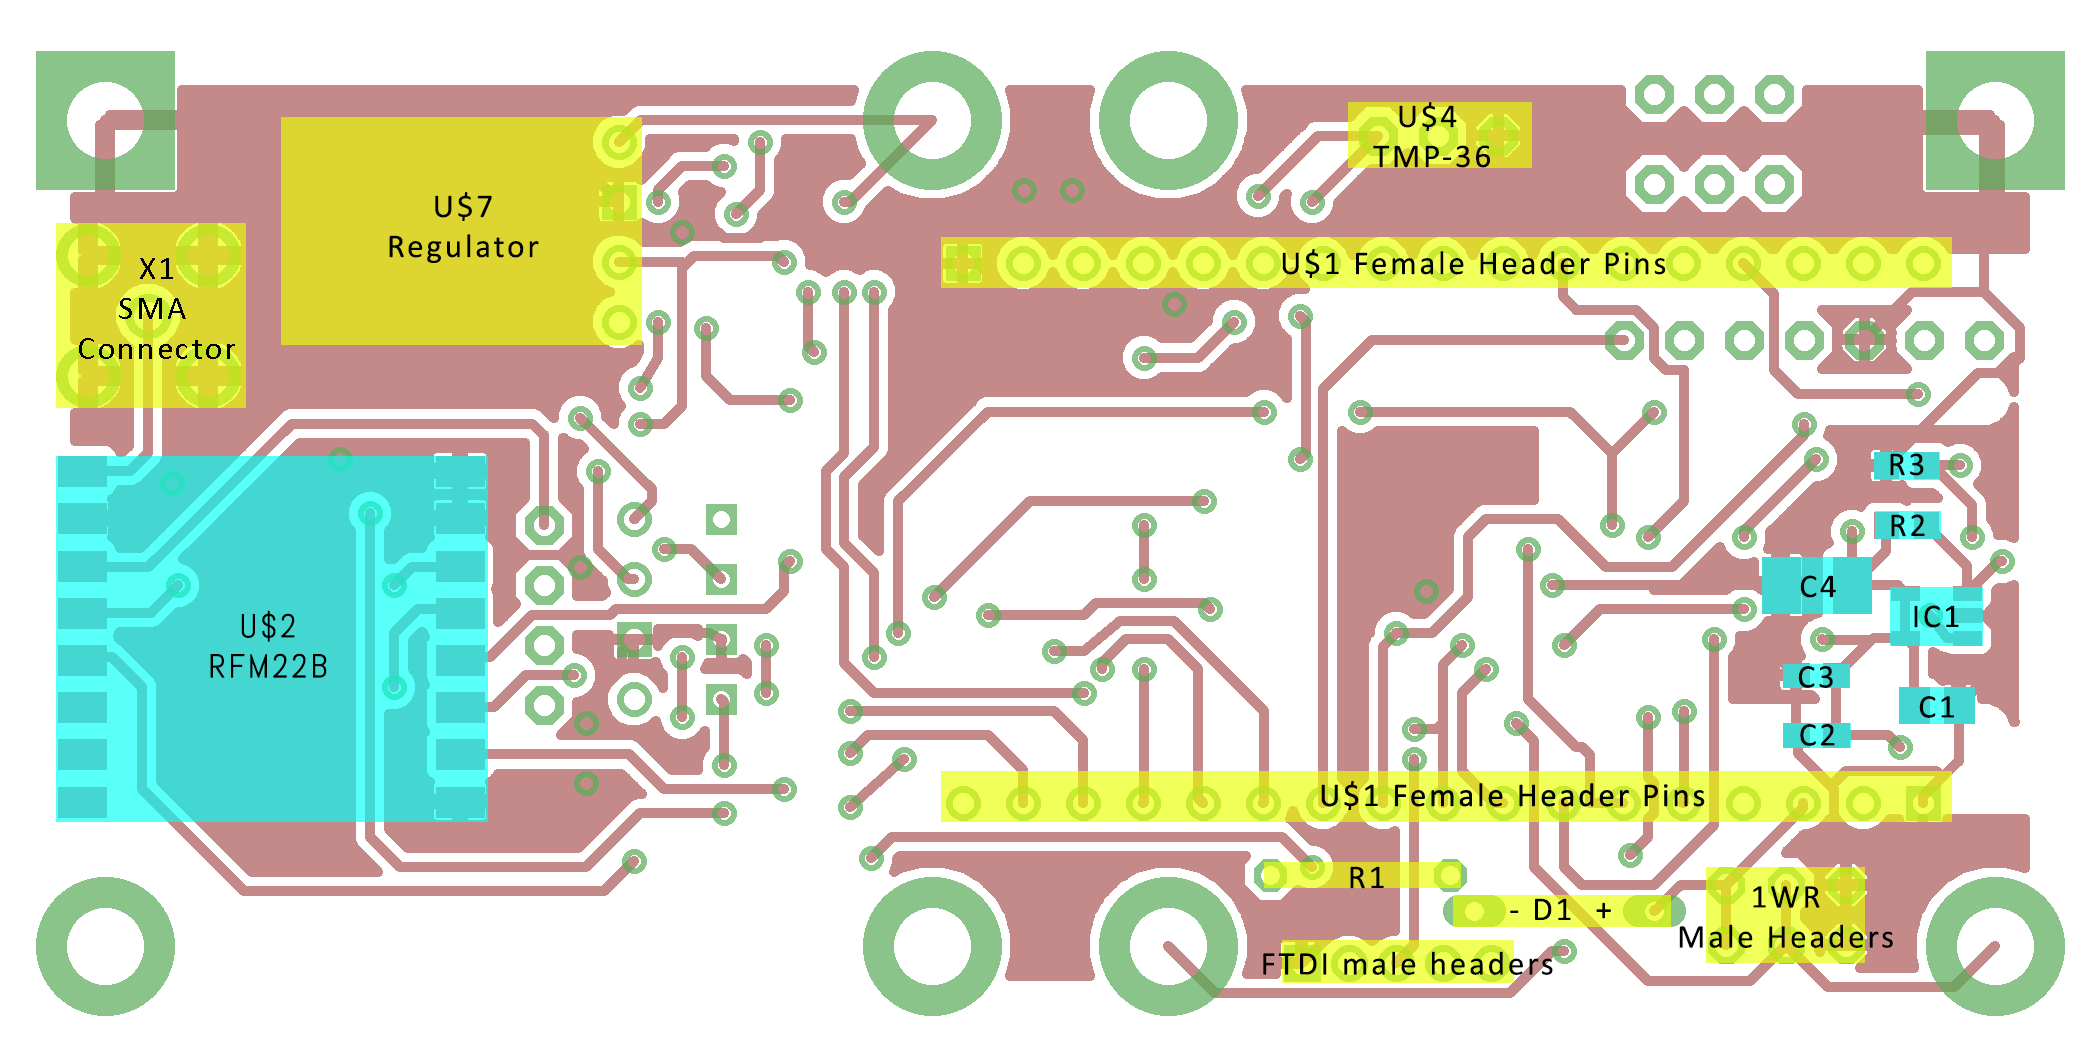 U$4
TMP-36
U$7
Regulator
X1
SMA
Connector
U$1 Female Header Pins
R3
R2
C4
IC1
U$2
RFM22B
C3
C1
C2
U$1 Female Header Pins
R1
- D1 +
1WR
Male Headers
FTDI male headers